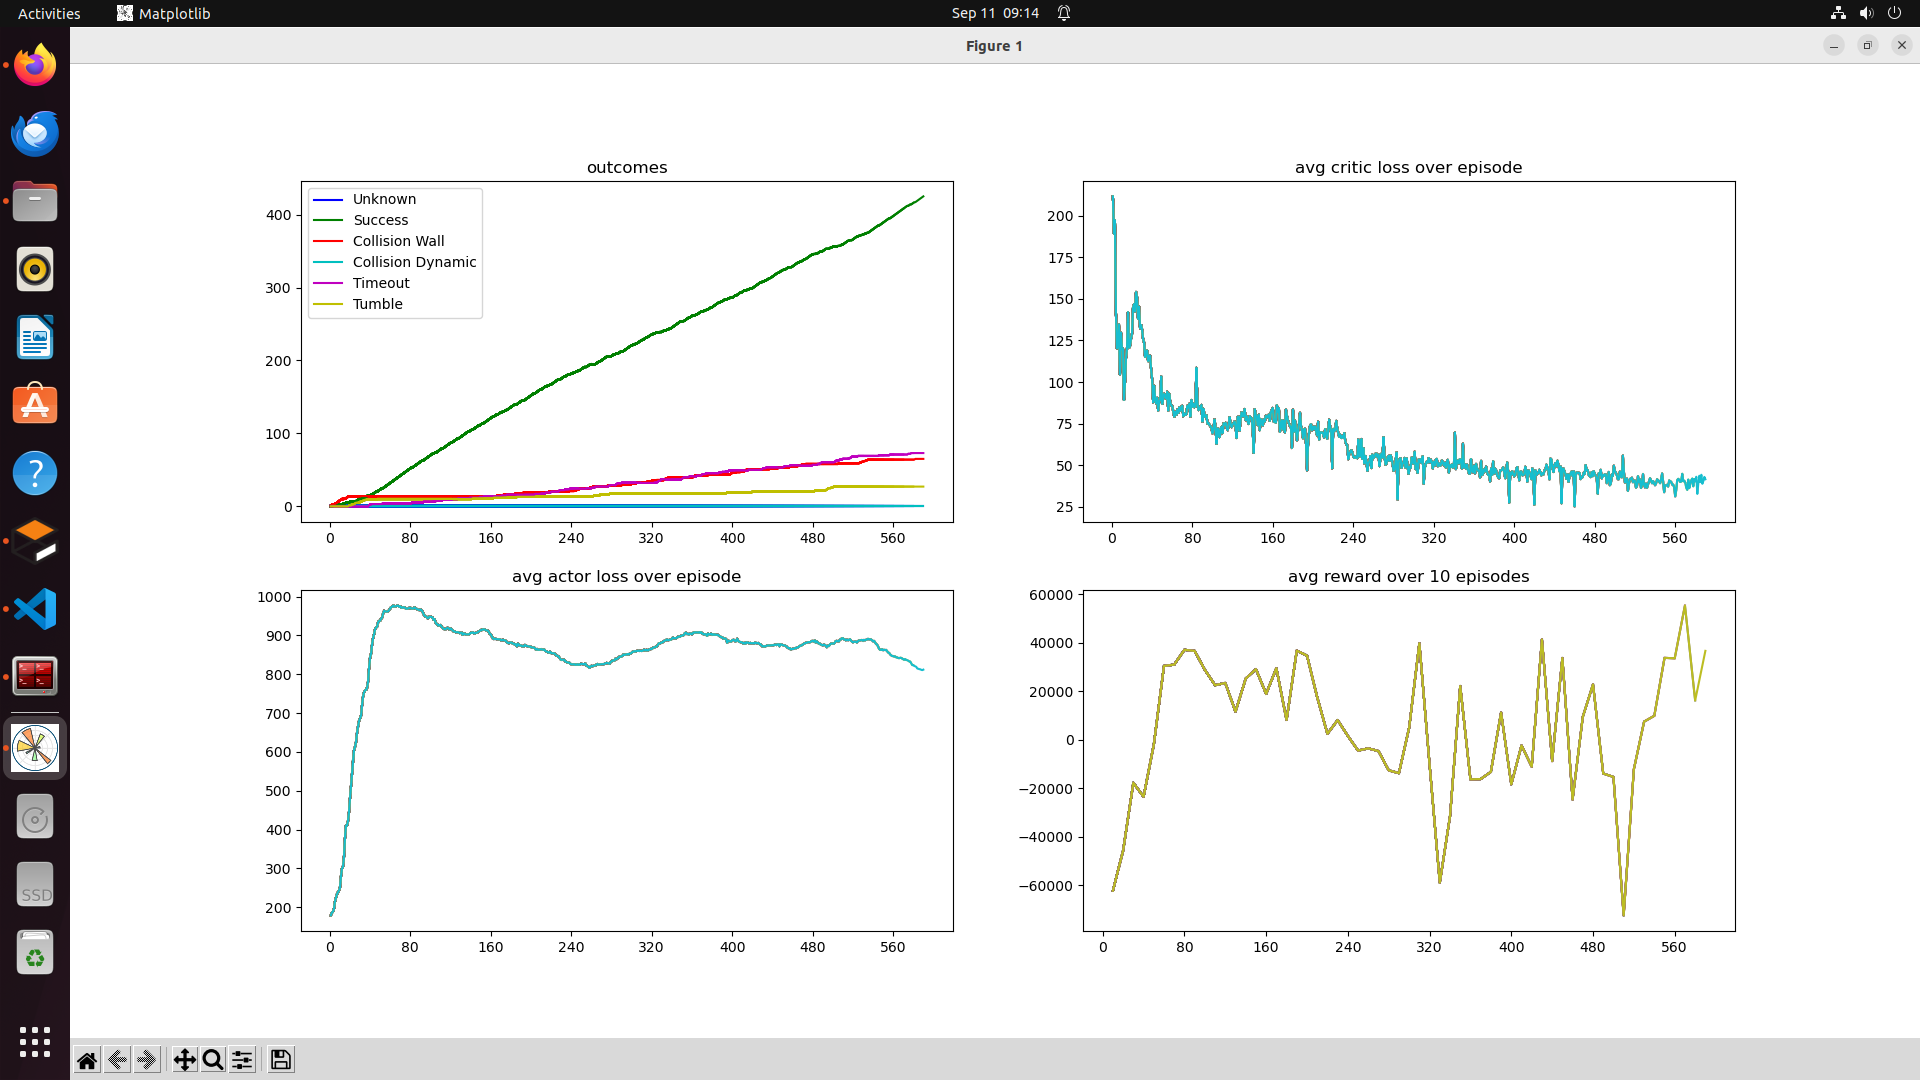 Activities
Matplotlib
Sep 11 09:14
Figure 1
outcomes
Unknown
Success
Collision Wall
Collision Dynamic
Timeout
Tumble
400
300
200
100
0
0 80 160 240 320 400 480 560
avg critic loss over episode
200
175
150
125
100
75
50
25
0 80 160 240 320 400 480 560
avg actor loss over episode
1000
900
800
700
600
500
400
300
200
0 80 160 240 320 400 480 560
avg reward over 10 episodes
60000
40000
20000
0
−20000
−40000
−60000
0 80 160 240 320 400 480 560
SSD